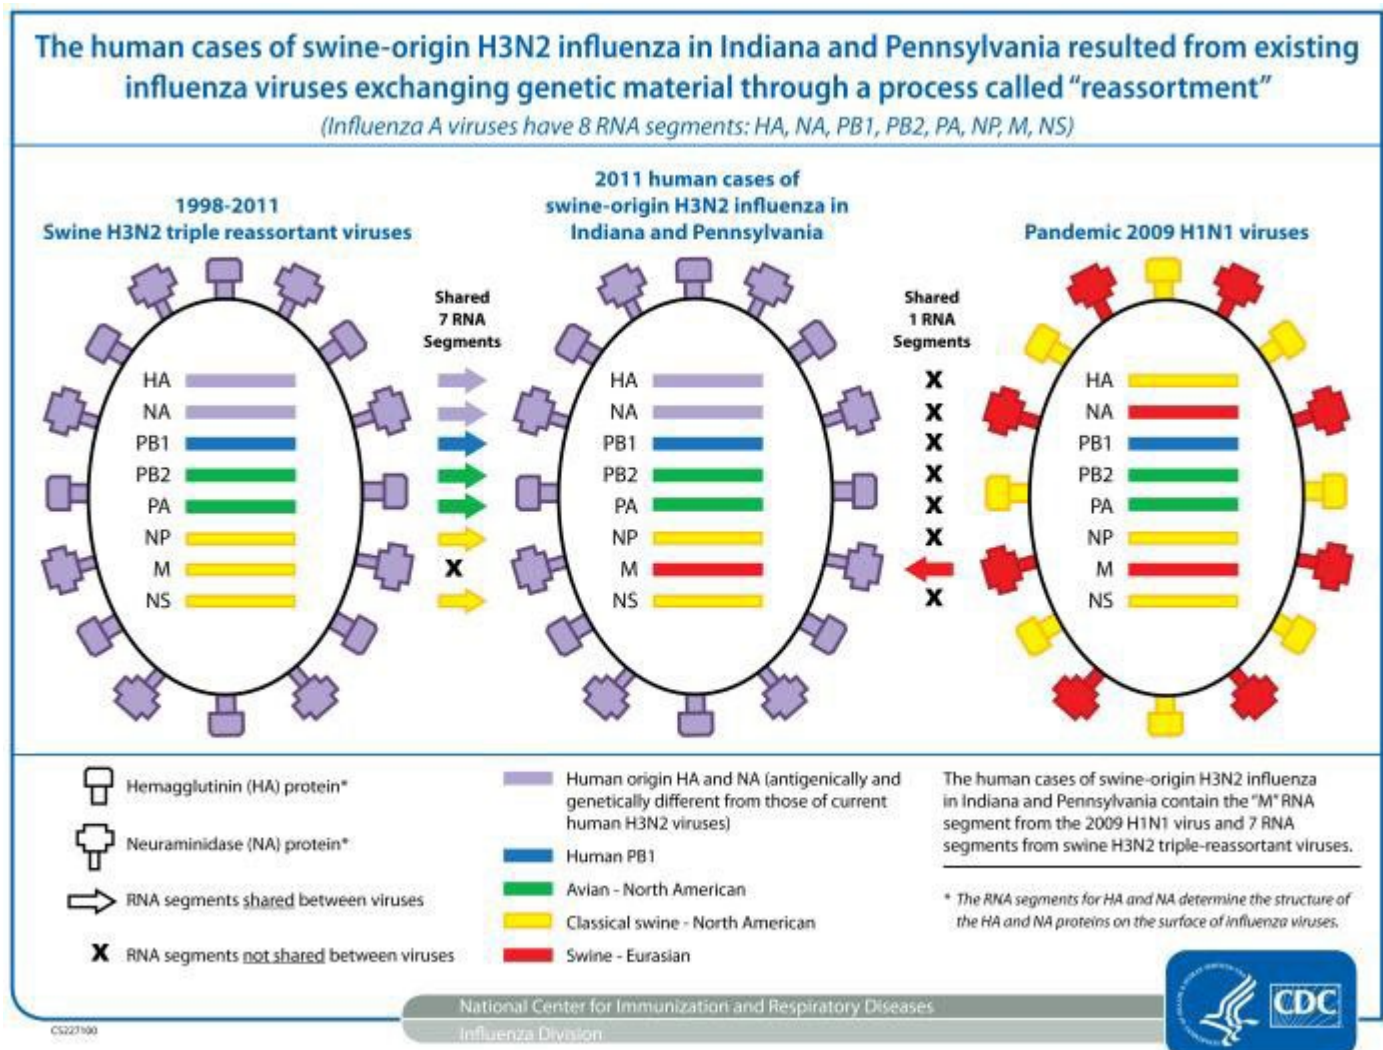 The human cases of swine-origin H3N2 influenza in Indiana and Pennsylvania resulted from existing
influenza viruses exchanging genetic material through a process called “reassortment”
(Influenza A viruses have 8 RNA segments: HA, NA, PB1, PB2, PA, NP, M, NS)
1998-2011
Swine H3N2 triple reassortant viruses
Shared
7 RNA
Segments
HA
NA
PB1
PB2
PA
NP
M
X
NS
2011 human cases of
swine-origin H3N2 influenza in
Indiana and Pennsylvania
Shared
1 RNA
Segments
HA
X
NA
X
PB1
X
PB2
X
PA
X
NP
X
M
NS
X
Pandemic 2009 H1N1 viruses
HA
NA
PB1
PB2
PA
NP
M
NS
Hemagglutinin (HA) protein*
Neuraminidase (NA) protein*
RNA segments shared between viruses
X RNA segments not shared between viruses
Human origin HA and NA (antigenically and
genetically different from those of current
human H3N2 viruses)
Human PB1
Avian - North American
Classical swine - North American
Swine - Eurasian
The human cases of swine-origin H3N2 influenza
in Indiana and Pennsylvania contain the “M” RNA
segment from the 2009 H1N1 virus and 7 RNA
segments from swine H3N2 triple-reassortant viruses.
* The RNA segments for HA and NA determine the structure of
the HA and NA proteins on the surface of influenza viruses.
National Center for Immunization and Respiratory Diseases
Influenza Division
CS227100
CDC